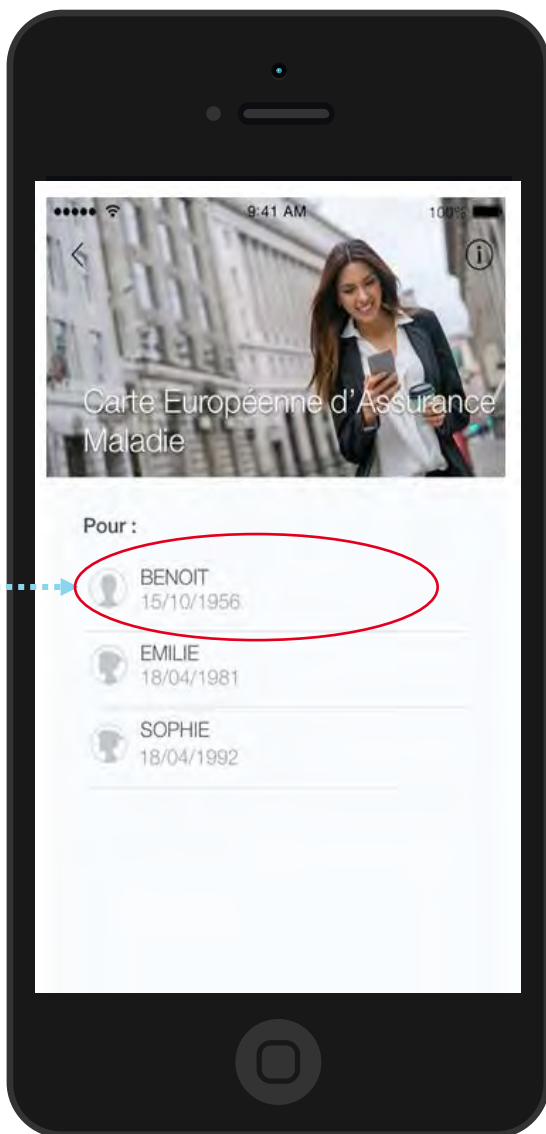 9:41 AM
100%
Carte Européenne d'Assurance
Maladie
Pour :
BENOIT
15/10/1956
EMILIE
18/04/1981
SOPHIE
18/04/1992